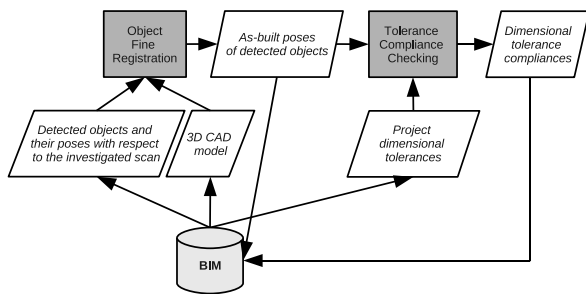 Object
Fine
Registration
As-built poses
of detected objects
Tolerance
Compliance
Checking
Dimensional
tolerance
compliances
Detected objects and
their poses with respect
to the investigated scan
3D CAD
model
Project
dimensional
tolerances
BIM